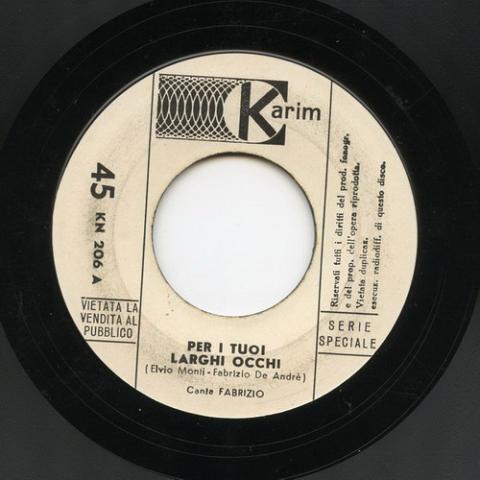 Karim
45 KN 206 A
VIETATA LA
VENDITA AL
PUBBLICO
Riservati tutti i diritti del prod. fonogr.
e del prop. dell'opera riprodotta.
Vietata duplicaz.
esecuz. radiodiff. di questo disco.
SERIE
SPECIALE
PER I TUOI
LARGHI OCCHI
(Elvio Monti - Fabrizio De Andrè)
Canta FABRIZIO